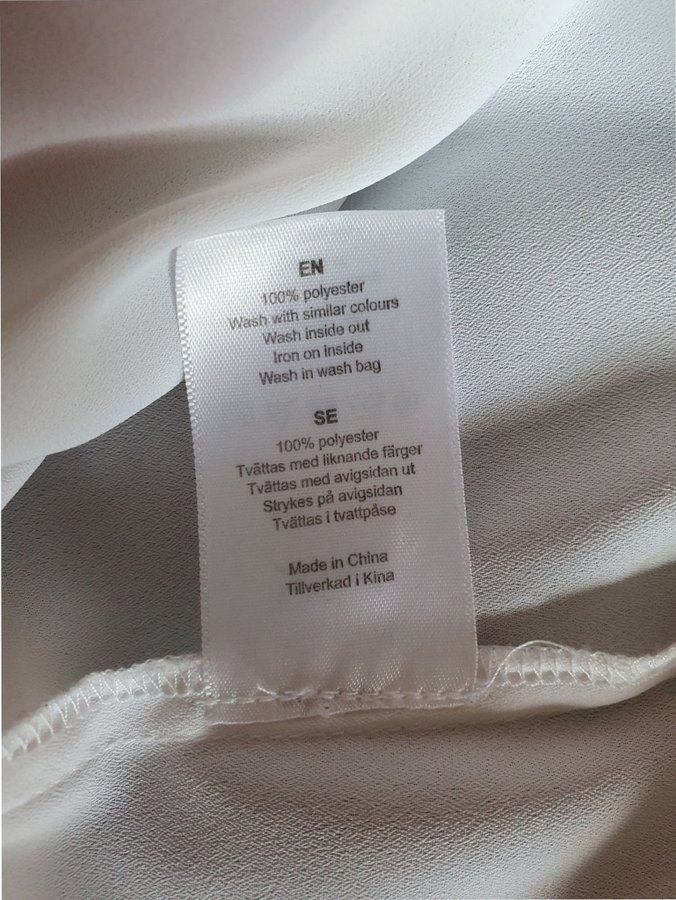 EN
100% polyester
Wash with similar colours
Wash inside out
Iron on inside
Wash in wash bag
SE
100% polyester
Tvättas med liknande färger
Tvättas med avigsidan ut
Strykes på avigsidan
Tvättas i tvattpåse
Made in China
Tillverkad i Kina